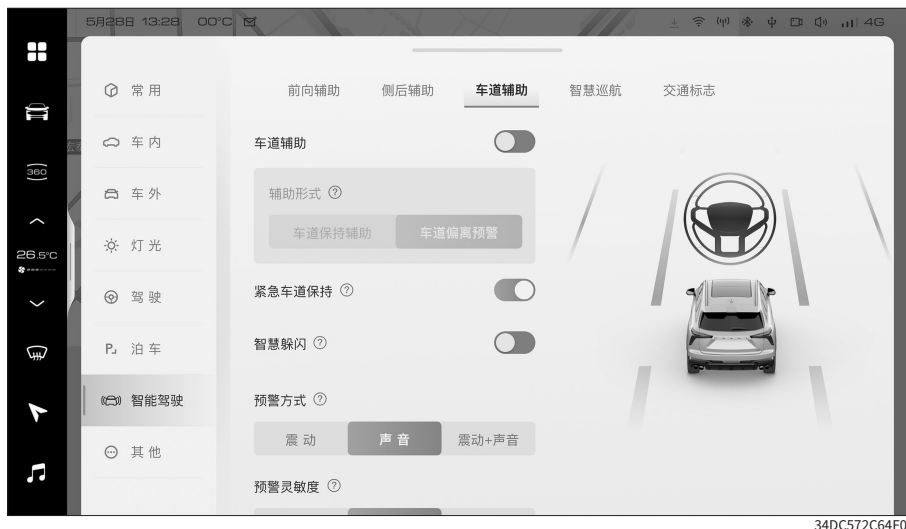 5月28日 13:28 00°C 4G
360
26.5°C
常用
车内
车外
灯光
驾驶
泊车
智能驾驶
其他
前向辅助 侧后辅助 车道辅助 智慧巡航 交通标志
车道辅助
辅助形式 ?
车道保持辅助 车道偏离预警
紧急车道保持 ?
智慧躲闪 ?
预警方式 ?
震动 声音 震动+声音
预警灵敏度 ?
34DC572C64F0